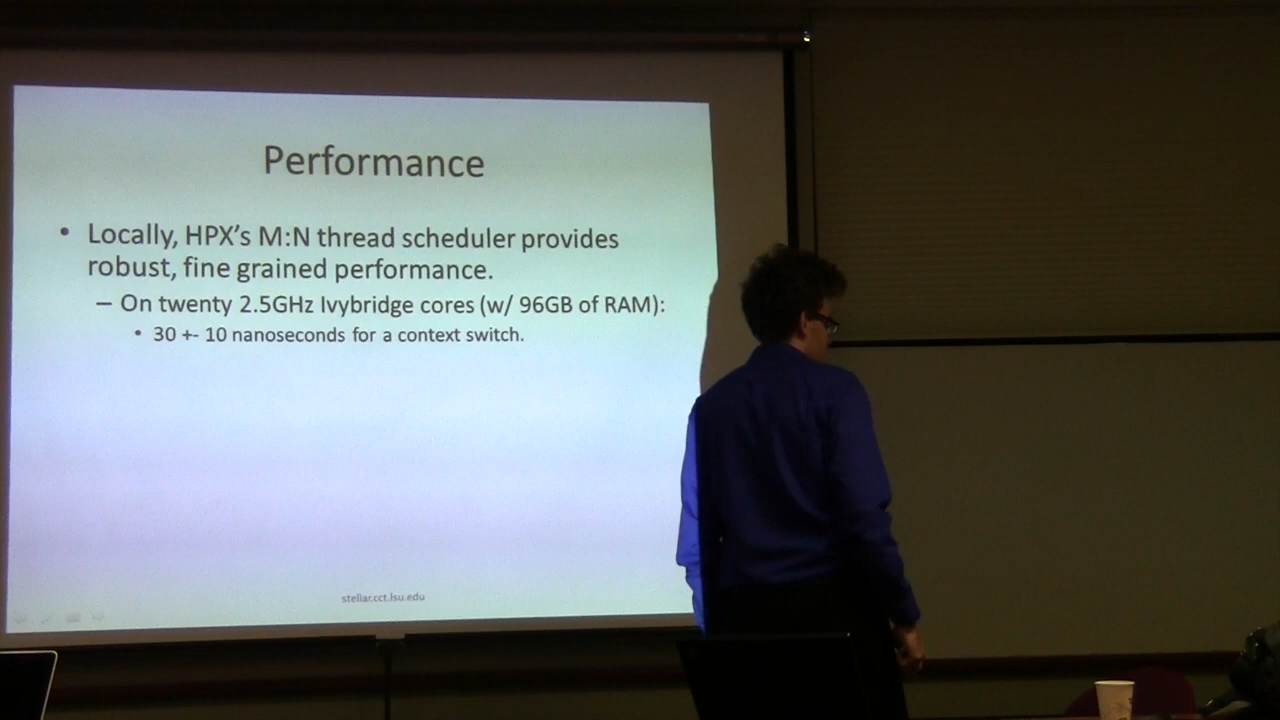 Performance
• Locally, HPX's M:N thread scheduler provides
robust, fine grained performance.
– On twenty 2.5GHz Ivybridge cores (w/ 96GB of RAM):
• 30 +- 10 nanoseconds for a context switch.
stellar.cct.lsu.edu